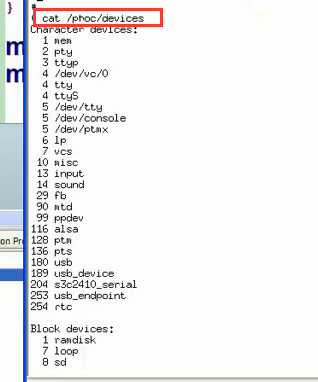 }
#
cat /proc/devices
Character devices:
1 mem
2 pty
3 ttyp
4 /dev/vc/0
4 tty
4 ttyS
5 /dev/tty
5 /dev/console
5 /dev/ptmx
6 lp
7 vcs
10 misc
13 input
14 sound
29 fb
90 mtd
99 ppdev
116 alsa
128 ptm
136 pts
180 usb
189 usb_device
204 s3c2410_serial
253 usb_endpoint
254 rtc
Block devices:
1 ramdisk
7 loop
8 sd
m
m
on Pro